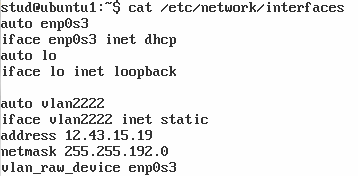 stud@ubuntu1:~$ cat /etc/network/interfaces
auto enp0s3
iface enp0s3 inet dhcp
auto lo
iface lo inet loopback

auto vlan2222
iface vlan2222 inet static
address 12.43.15.19
netmask 255.255.192.0
vlan_raw_device enp0s3